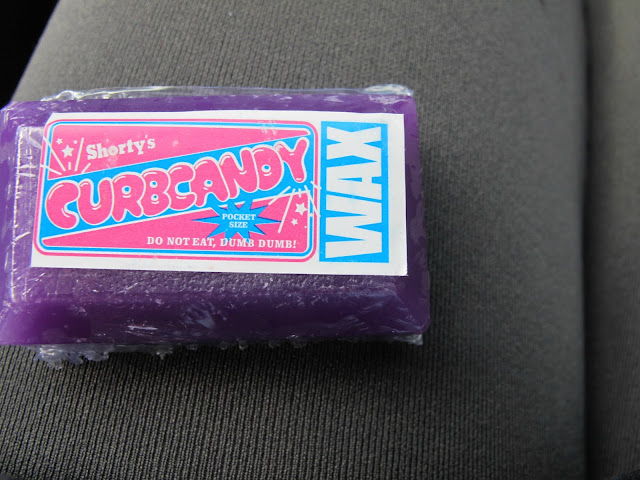 Shorty's
CURBCANDY
POCKET
SIZE
DO NOT EAT, DUMB DUMB!
WAX